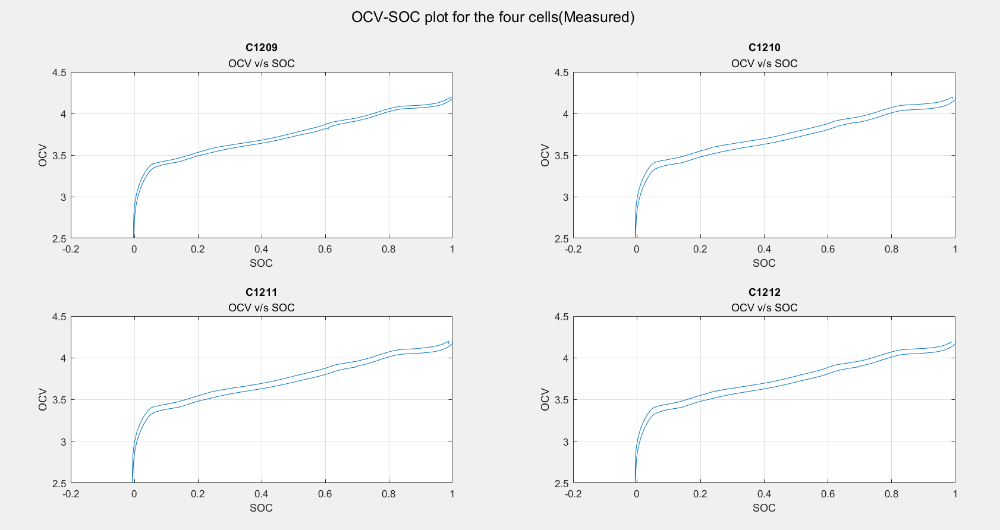 OCV-SOC plot for the four cells(Measured)
C1209
OCV v/s SOC
4.5
4
3.5
3
2.5
OCV
-0.2 0 0.2 0.4 0.6 0.8 1
SOC
C1210
OCV v/s SOC
4.5
4
3.5
3
2.5
OCV
-0.2 0 0.2 0.4 0.6 0.8 1
SOC
C1211
OCV v/s SOC
4.5
4
3.5
3
2.5
OCV
-0.2 0 0.2 0.4 0.6 0.8 1
SOC
C1212
OCV v/s SOC
4.5
4
3.5
3
2.5
OCV
-0.2 0 0.2 0.4 0.6 0.8 1
SOC